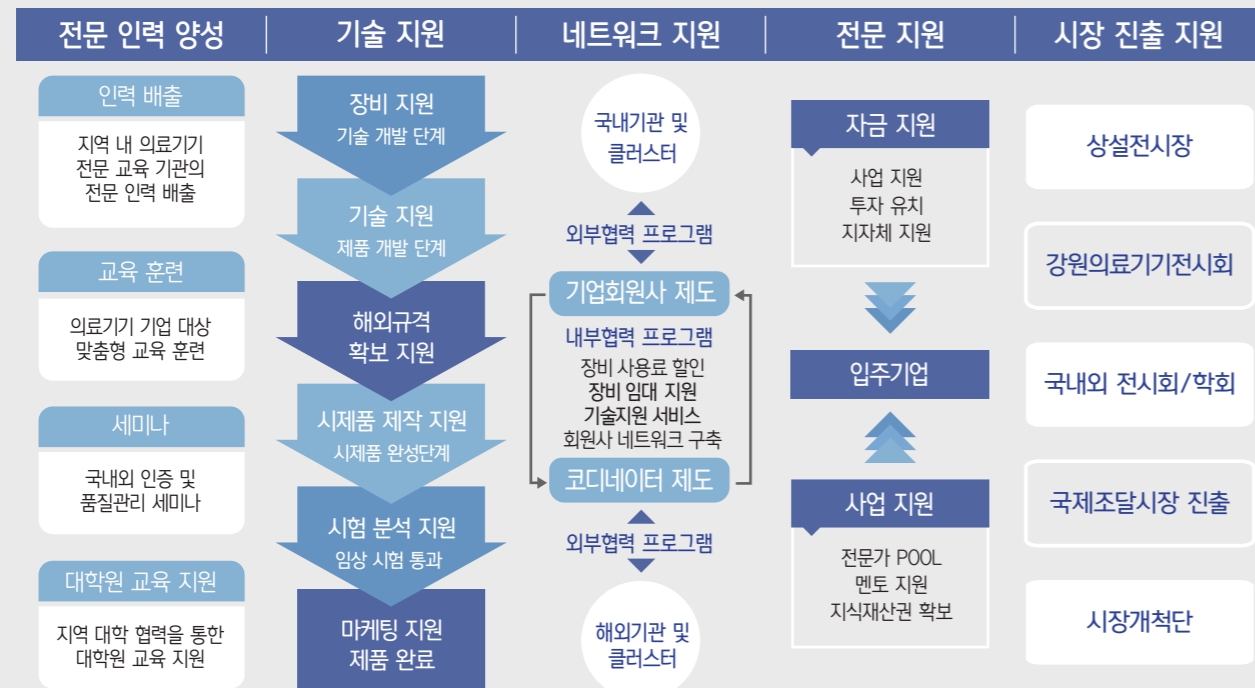 전문 인력 양성
기술 지원
네트워크 지원
전문 지원
시장 진출 지원
인력 배출
지역 내 의료기기
전문 교육 기관의
전문 인력 배출
교육 훈련
의료기기 기업 대상
맞춤형 교육 훈련
세미나
국내외 인증 및
품질관리 세미나
대학원 교육 지원
지역 대학 협력을 통한
대학원 교육 지원
장비 지원
기술 개발 단계
기술 지원
제품 개발 단계
해외규격
확보 지원
시제품 제작 지원
시제품 완성단계
시험 분석 지원
임상 시험 통과
마케팅 지원
제품 완료
국내기관 및
클러스터
외부협력 프로그램
기업회원사 제도
내부협력 프로그램
장비 사용료 할인
장비 임대 지원
기술지원 서비스
회원사 네트워크 구축
코디네이터 제도
외부협력 프로그램
해외기관 및
클러스터
자금 지원
사업 지원
투자 유치
지자체 지원
입주기업
사업 지원
전문가 POOL
멘토 지원
지식재산권 확보
상설전시장
강원의료기기전시회
국내외 전시회/학회
국제조달시장 진출
시장개척단